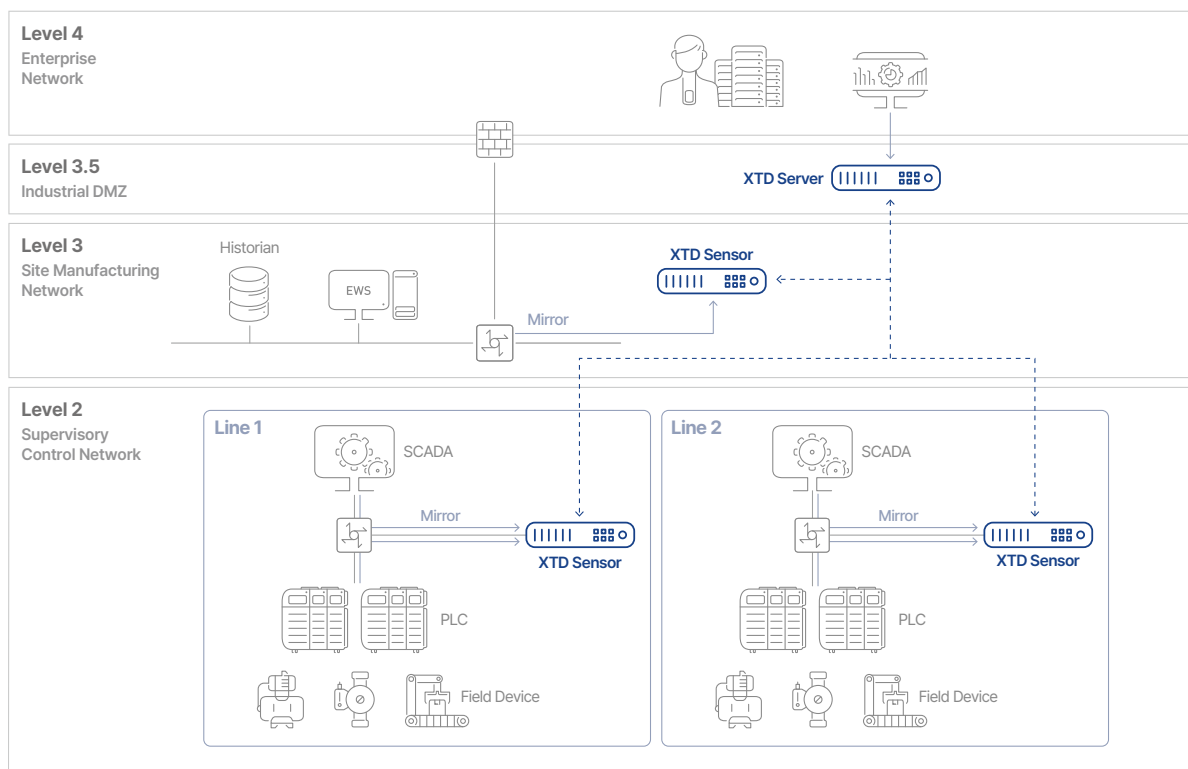 Level 4
Enterprise
Network
Level 3.5
Industrial DMZ
XTD Server
Level 3
Site Manufacturing
Network
Historian
EWS
Mirror
XTD Sensor
Level 2
Supervisory
Control Network
Line 1
SCADA
Mirror
XTD Sensor
PLC
Field Device
Line 2
SCADA
Mirror
XTD Sensor
PLC
Field Device